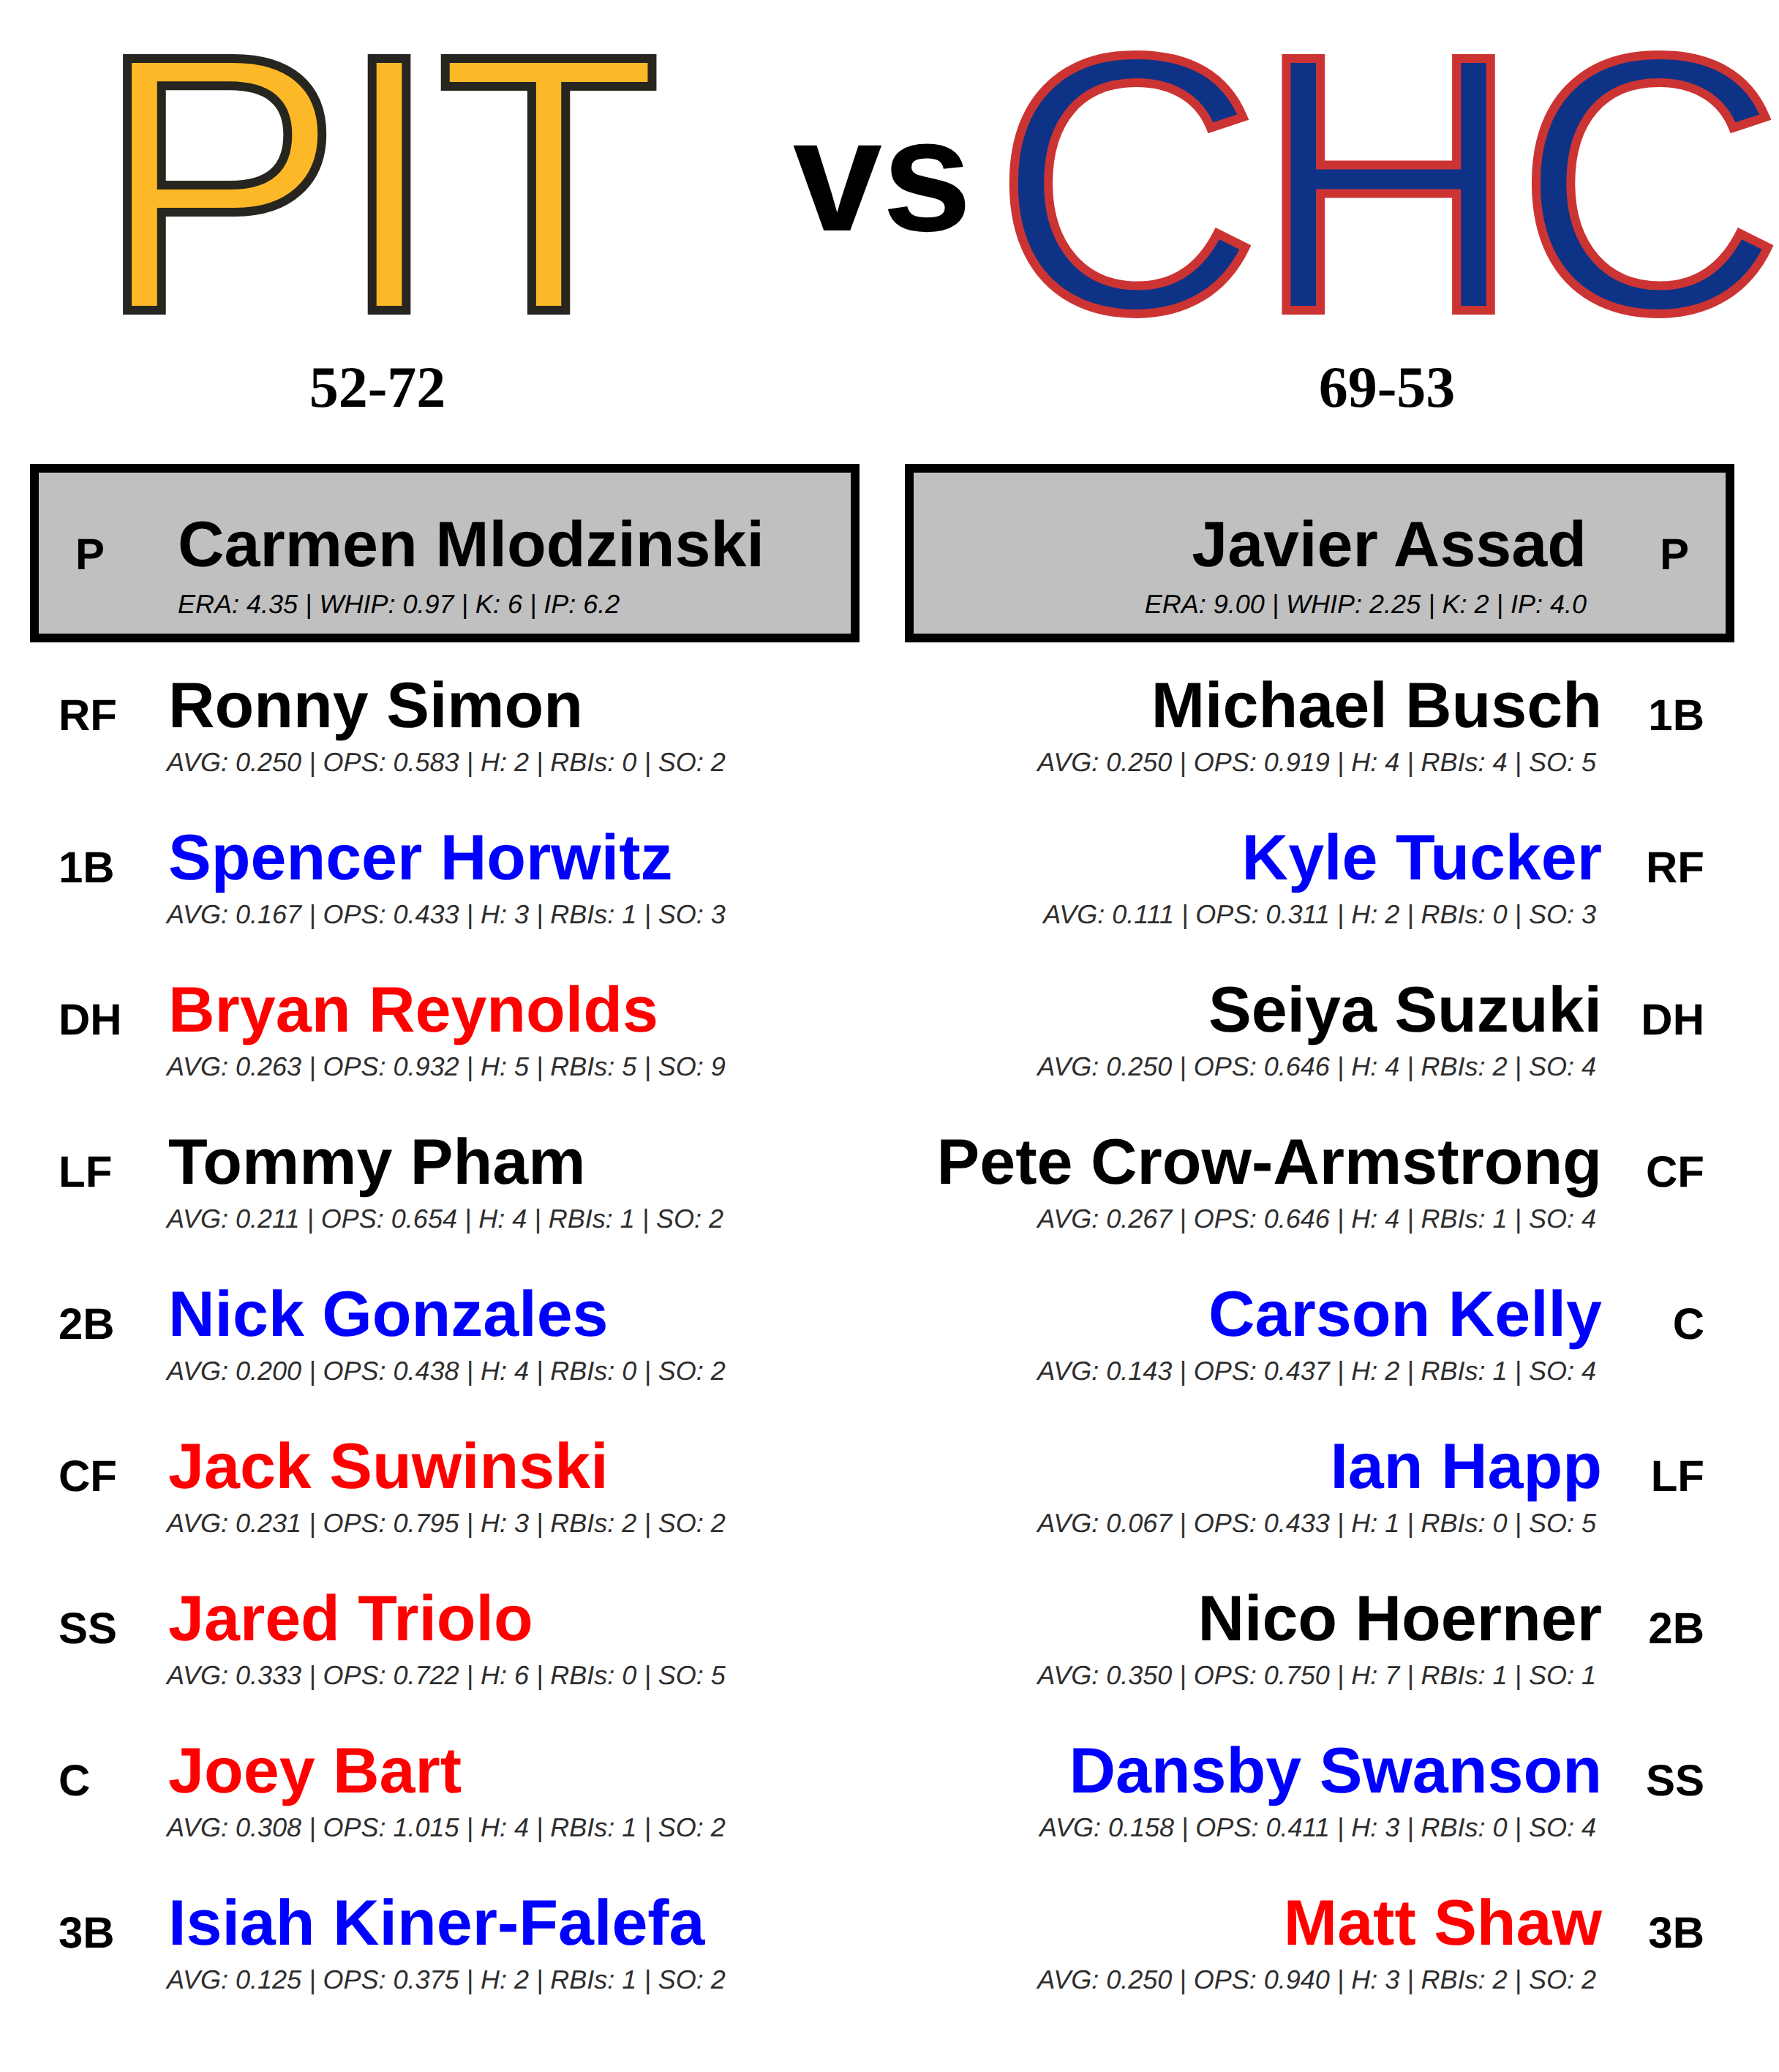 PIT vs CHC
52-72
69-53
P Carmen Mlodzinski
ERA: 4.35 | WHIP: 0.97 | K: 6 | IP: 6.2
Javier Assad P
ERA: 9.00 | WHIP: 2.25 | K: 2 | IP: 4.0
RF Ronny Simon
AVG: 0.250 | OPS: 0.583 | H: 2 | RBIs: 0 | SO: 2
1B Spencer Horwitz
AVG: 0.167 | OPS: 0.433 | H: 3 | RBIs: 1 | SO: 3
DH Bryan Reynolds
AVG: 0.263 | OPS: 0.932 | H: 5 | RBIs: 5 | SO: 9
LF Tommy Pham
AVG: 0.211 | OPS: 0.654 | H: 4 | RBIs: 1 | SO: 2
2B Nick Gonzales
AVG: 0.200 | OPS: 0.438 | H: 4 | RBIs: 0 | SO: 2
CF Jack Suwinski
AVG: 0.231 | OPS: 0.795 | H: 3 | RBIs: 2 | SO: 2
SS Jared Triolo
AVG: 0.333 | OPS: 0.722 | H: 6 | RBIs: 0 | SO: 5
C Joey Bart
AVG: 0.308 | OPS: 1.015 | H: 4 | RBIs: 1 | SO: 2
3B Isiah Kiner-Falefa
AVG: 0.125 | OPS: 0.375 | H: 2 | RBIs: 1 | SO: 2
Michael Busch 1B
AVG: 0.250 | OPS: 0.919 | H: 4 | RBIs: 4 | SO: 5
Kyle Tucker RF
AVG: 0.111 | OPS: 0.311 | H: 2 | RBIs: 0 | SO: 3
Seiya Suzuki DH
AVG: 0.250 | OPS: 0.646 | H: 4 | RBIs: 2 | SO: 4
Pete Crow-Armstrong CF
AVG: 0.267 | OPS: 0.646 | H: 4 | RBIs: 1 | SO: 4
Carson Kelly C
AVG: 0.143 | OPS: 0.437 | H: 2 | RBIs: 1 | SO: 4
Ian Happ LF
AVG: 0.067 | OPS: 0.433 | H: 1 | RBIs: 0 | SO: 5
Nico Hoerner 2B
AVG: 0.350 | OPS: 0.750 | H: 7 | RBIs: 1 | SO: 1
Dansby Swanson SS
AVG: 0.158 | OPS: 0.411 | H: 3 | RBIs: 0 | SO: 4
Matt Shaw 3B
AVG: 0.250 | OPS: 0.940 | H: 3 | RBIs: 2 | SO: 2